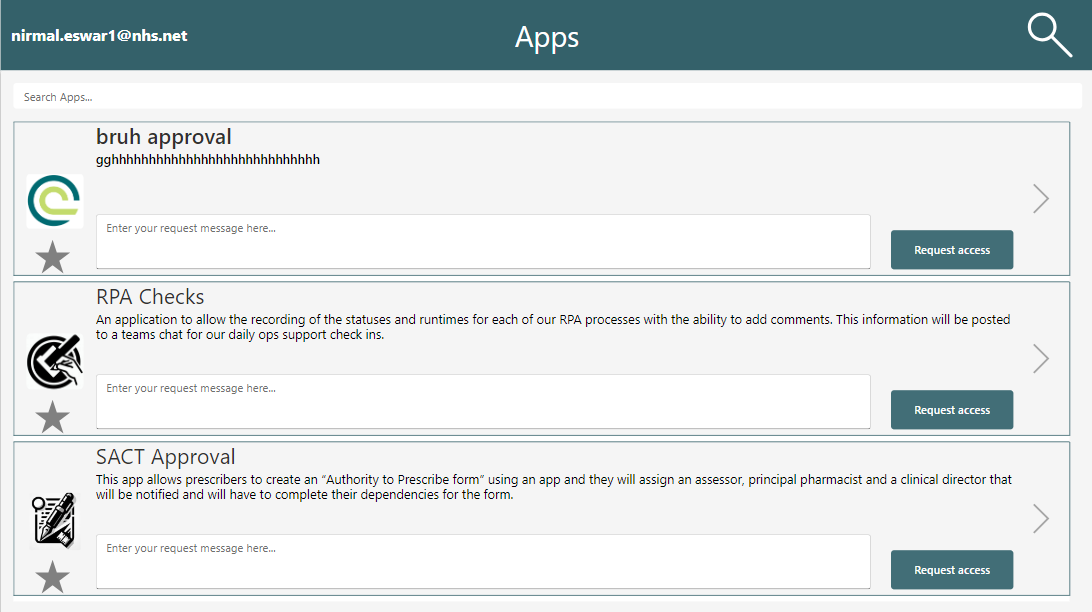 nirmal.eswar1@nhs.net
Apps
Search Apps...
bruh approval
gghhhhhhhhhhhhhhhhhhhhhhhhhhhh
Enter your request message here...
Request access
RPA Checks
An application to allow the recording of the statuses and runtimes for each of our RPA processes with the ability to add comments. This information will be posted
to a teams chat for our daily ops support check ins.
Enter your request message here...
Request access
SACT Approval
This app allows prescribers to create an “Authority to Prescribe form” using an app and they will assign an assessor, principal pharmacist and a clinical director that
will be notified and will have to complete their dependencies for the form.
Enter your request message here...
Request access